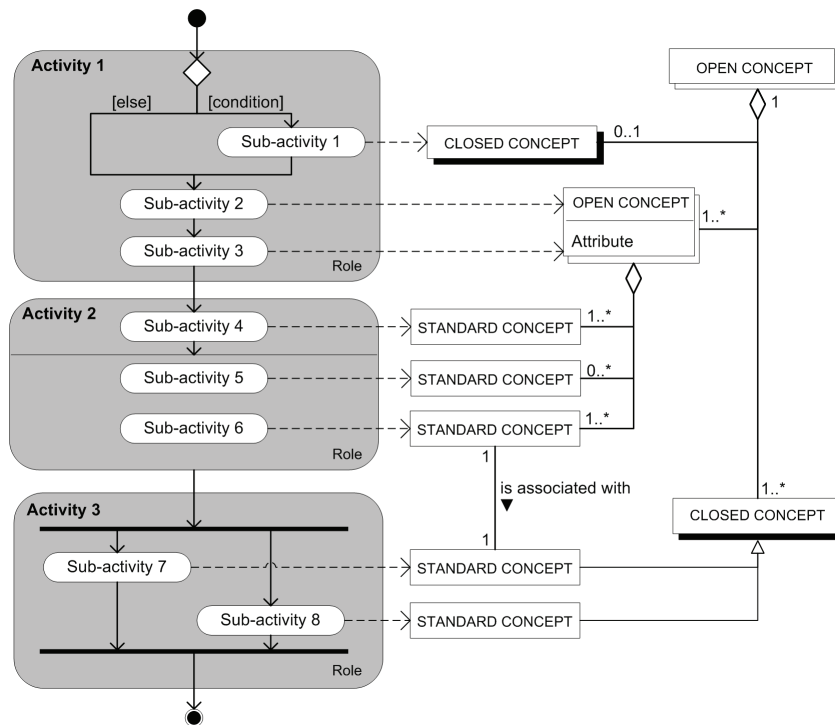 Activity 1
[else]
[condition]
Sub-activity 1
Sub-activity 2
Sub-activity 3
Role
Activity 2
Sub-activity 4
Sub-activity 5
Sub-activity 6
Role
Activity 3
Sub-activity 7
Sub-activity 8
Role
OPEN CONCEPT
1
CLOSED CONCEPT
0..1
OPEN CONCEPT
Attribute
1..*
STANDARD CONCEPT
1..*
STANDARD CONCEPT
0..*
STANDARD CONCEPT
1..*
1
is associated with
1
1..*
CLOSED CONCEPT
STANDARD CONCEPT
STANDARD CONCEPT